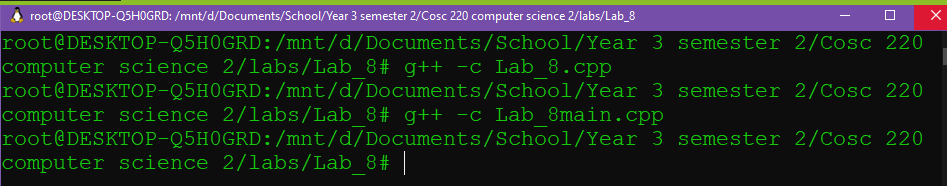 root@DESKTOP-Q5H0GRD: /mnt/d/Documents/School/Year 3 semester 2/Cosc 220 computer science 2/labs/Lab_8
root@DESKTOP-Q5H0GRD:/mnt/d/Documents/School/Year 3 semester 2/Cosc 220
computer science 2/labs/Lab_8# g++ -c Lab_8.cpp
root@DESKTOP-Q5H0GRD:/mnt/d/Documents/School/Year 3 semester 2/Cosc 220
computer science 2/labs/Lab_8# g++ -c Lab_8main.cpp
root@DESKTOP-Q5H0GRD:/mnt/d/Documents/School/Year 3 semester 2/Cosc 220
computer science 2/labs/Lab_8#